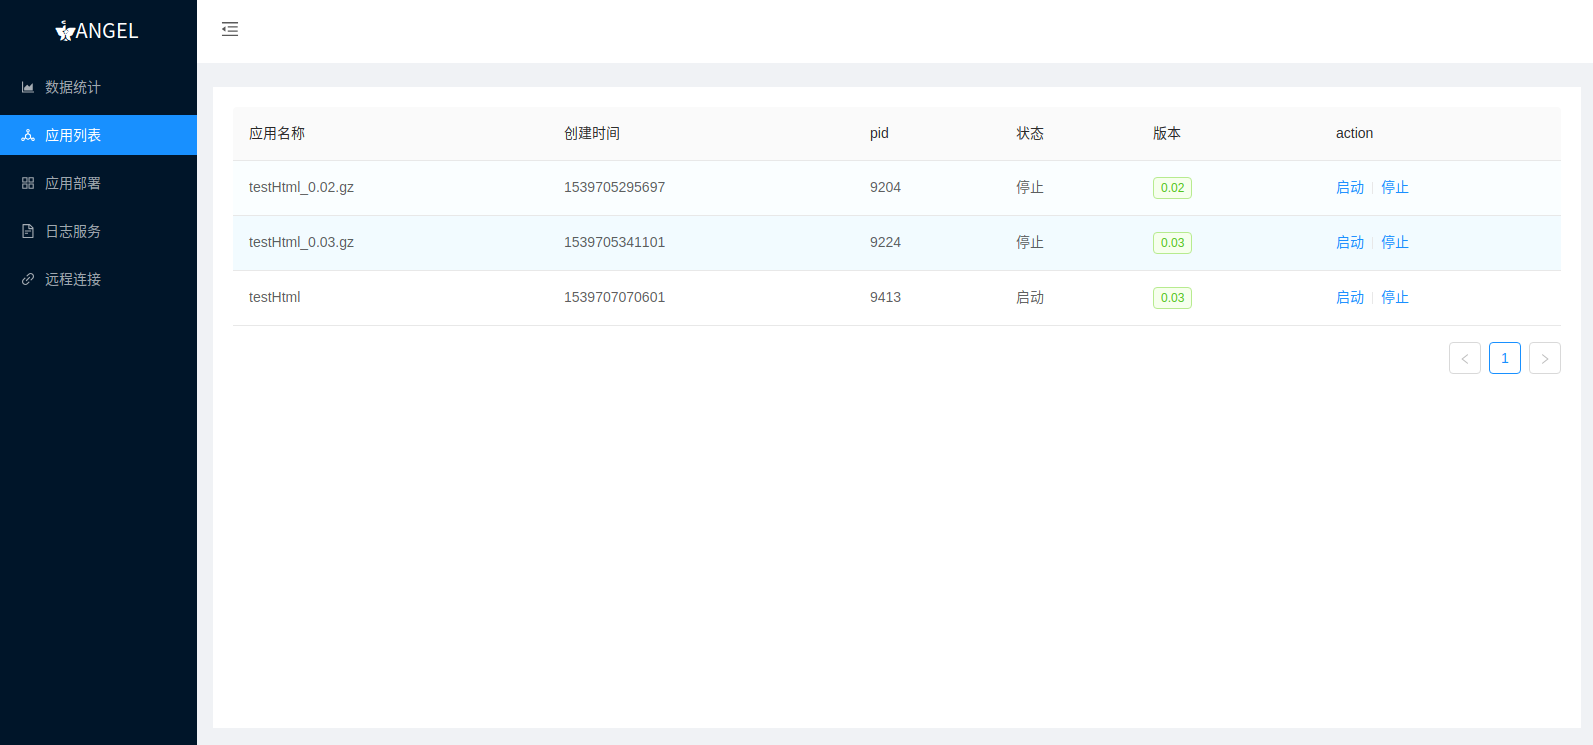 ANGEL
数据统计
应用列表
应用部署
日志服务
远程连接
应用名称 创建时间 pid 状态 版本 action
testHtml_0.02.gz 1539705295697 9204 停止 0.02 启动 停止
testHtml_0.03.gz 1539705341101 9224 停止 0.03 启动 停止
testHtml 1539707070601 9413 启动 0.03 启动 停止
1